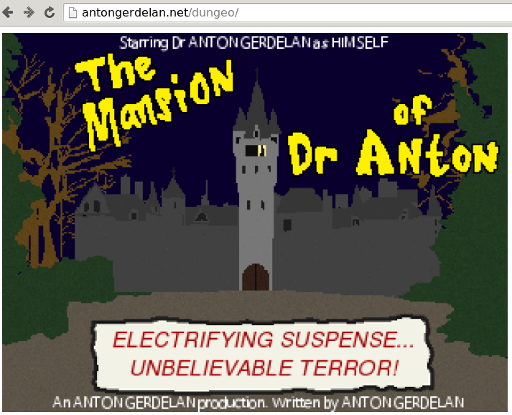 antongerdelan.net/dungeo/
Starring Dr ANTON GERDELAN as HIMSELF
The
Mansion
of
Dr Anton
ELECTRIFYING SUSPENSE...
UNBELIEVABLE TERROR!
An ANTON GERDELAN production. Written by ANTON GERDELAN